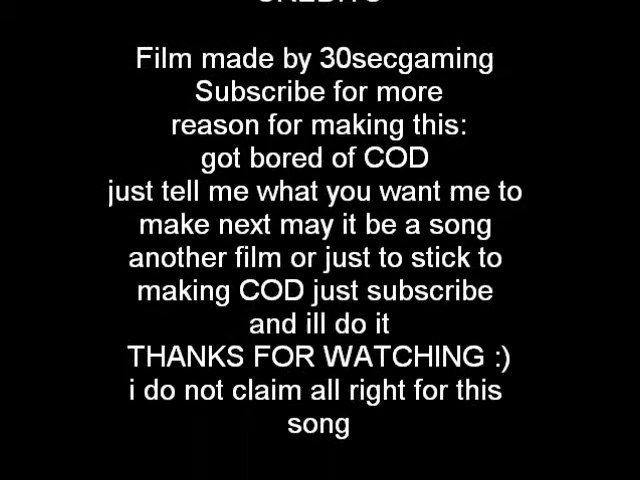 CREDITS
Film made by 30secgaming
Subscribe for more
reason for making this:
got bored of COD
just tell me what you want me to
make next may it be a song
another film or just to stick to
making COD just subscribe
and ill do it
THANKS FOR WATCHING :)
i do not claim all right for this
song